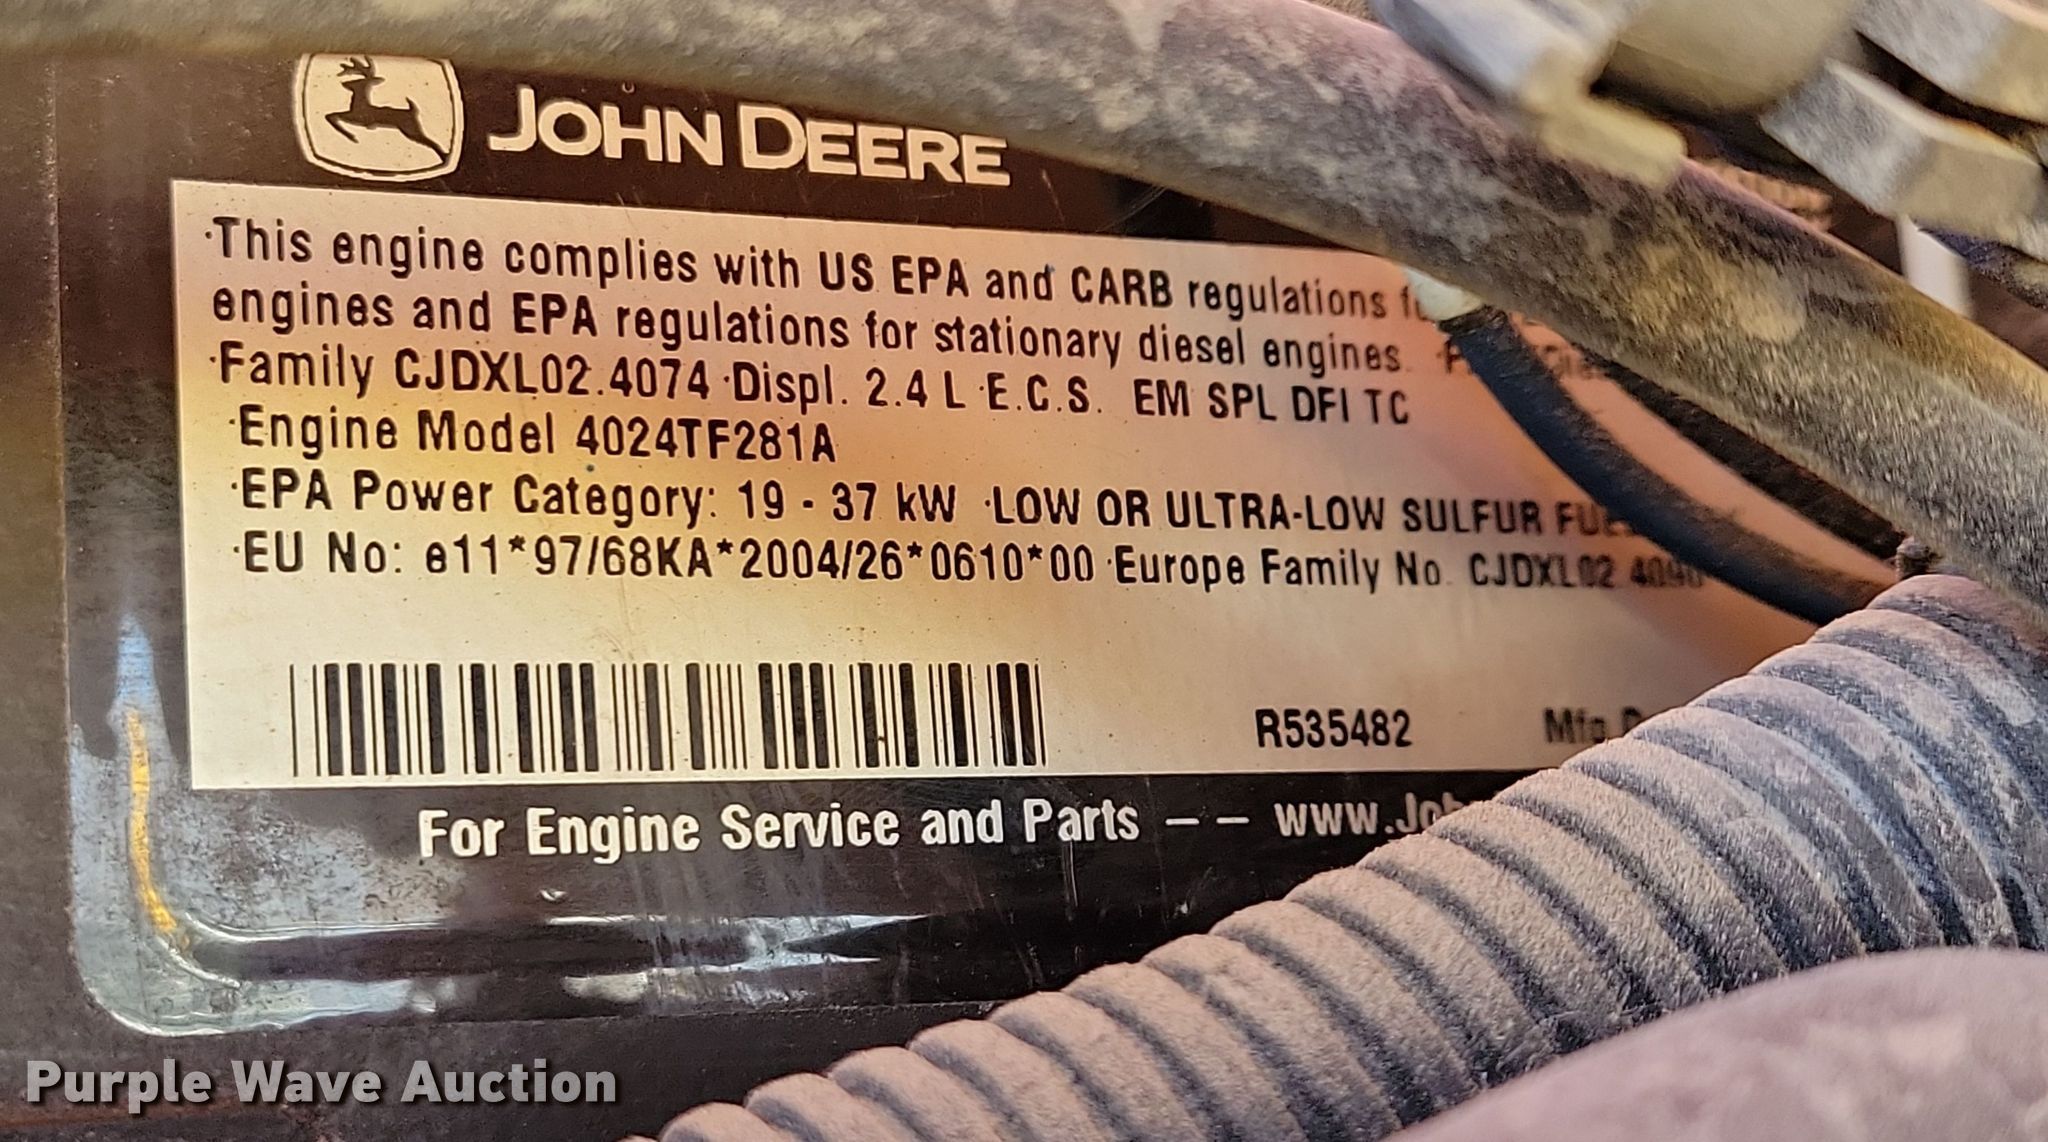 JOHN DEERE
·This engine complies with US EPA and CARB regulations
engines and EPA regulations for stationary diesel engines.
·Family CJDXL02.4074 ·Displ. 2.4 L ·E.C.S. EM SPL DFI TC
·Engine Model 4024TF281A
·EPA Power Category: 19 - 37 kW ·LOW OR ULTRA-LOW SULFUR
·EU No: e11*97/68KA*2004/26*0610*00 ·Europe Family No.
R535482 Mfg.
For Engine Service and Parts -- www.Jo
Purple Wave Auction